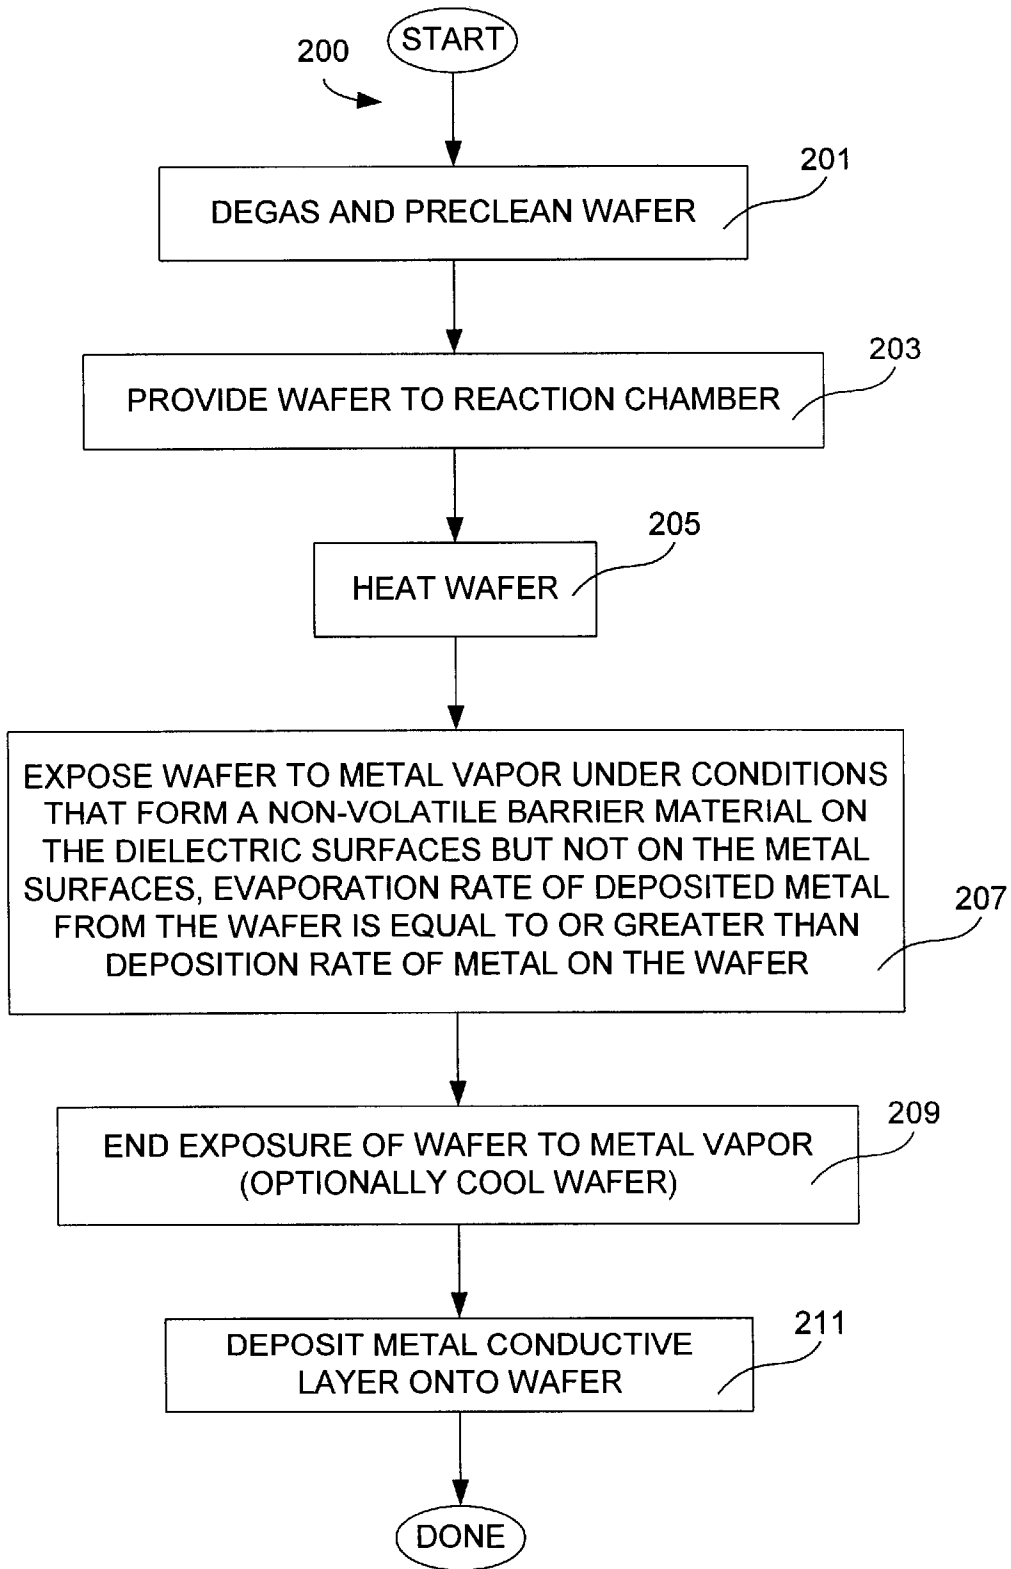 START
200
201
DEGAS AND PRECLEAN WAFER
203
PROVIDE WAFER TO REACTION CHAMBER
205
HEAT WAFER
EXPOSE WAFER TO METAL VAPOR UNDER CONDITIONS
THAT FORM A NON-VOLATILE BARRIER MATERIAL ON
THE DIELECTRIC SURFACES BUT NOT ON THE METAL
SURFACES, EVAPORATION RATE OF DEPOSITED METAL
FROM THE WAFER IS EQUAL TO OR GREATER THAN
DEPOSITION RATE OF METAL ON THE WAFER
207
209
END EXPOSURE OF WAFER TO METAL VAPOR
(OPTIONALLY COOL WAFER)
211
DEPOSIT METAL CONDUCTIVE
LAYER ONTO WAFER
DONE